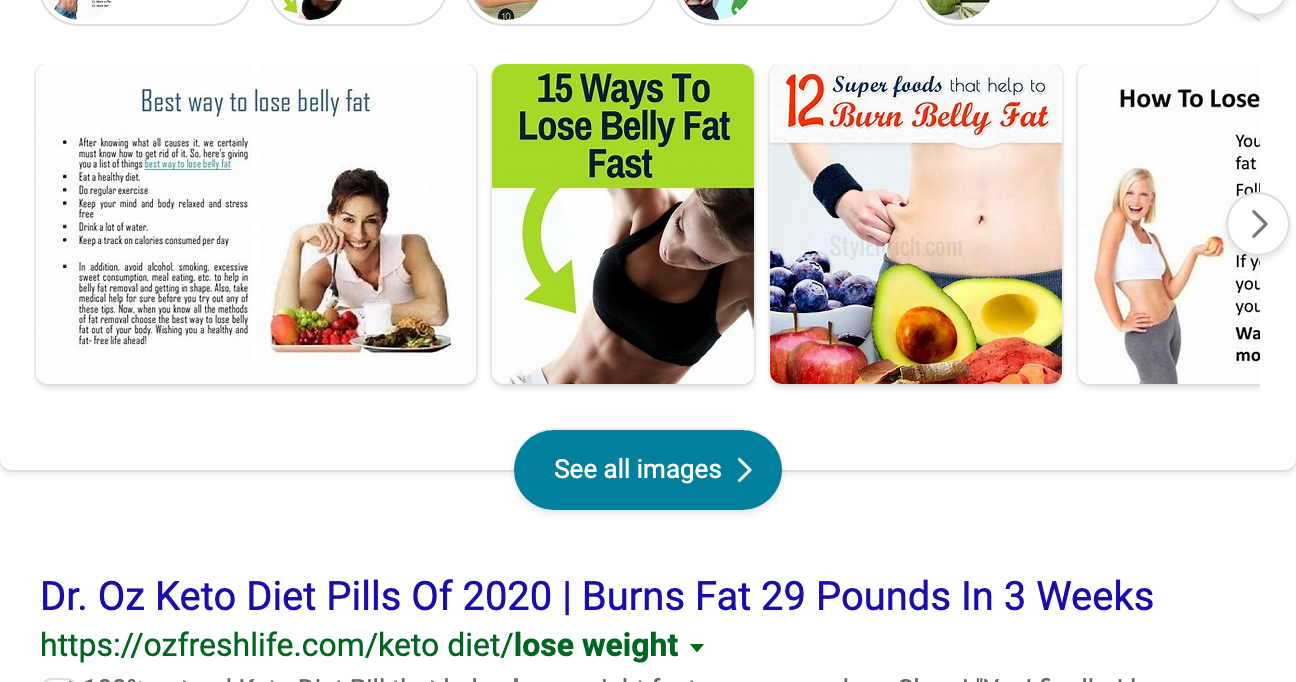 10
Best way to lose belly fat
After knowing what all causes it, we certainly
must know how to get rid of it. So, here's giving
you a list of things best way to lose belly fat
Eat a healthy diet.
Do regular exercise
Keep your mind and body relaxed and stress
free
Drink a lot of water.
Keep a track on calories consumed per day
In addition, avoid alcohol, smoking, excessive
sweet consumption, meal eating, etc. to help in
belly fat removal and getting in shape. Also, take
medical help for sure before you try out any of
these tips. Now, when you know all the methods
of fat removal choose the best way to lose belly
fat out of your body. Wishing you a healthy and
fat- free life ahead!
15 Ways To
Lose Belly Fat
Fast
12 Super foods that help to
Burn Belly Fat
How To Lose
You
fat
Foll
If y
you
you
Wa
mo
See all images
Dr. Oz Keto Diet Pills Of 2020 | Burns Fat 29 Pounds In 3 Weeks
https://ozfreshlife.com/keto diet/lose weight